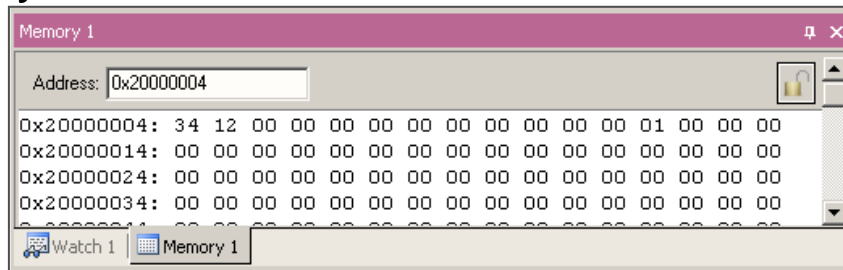 Memory 1
Address: 0x20000004
0x20000004: 34 12 00 00 00 00 00 00 00 00 00 00 01 00 00 00
0x20000014: 00 00 00 00 00 00 00 00 00 00 00 00 00 00 00 00
0x20000024: 00 00 00 00 00 00 00 00 00 00 00 00 00 00 00 00
0x20000034: 00 00 00 00 00 00 00 00 00 00 00 00 00 00 00 00
Watch 1 Memory 1